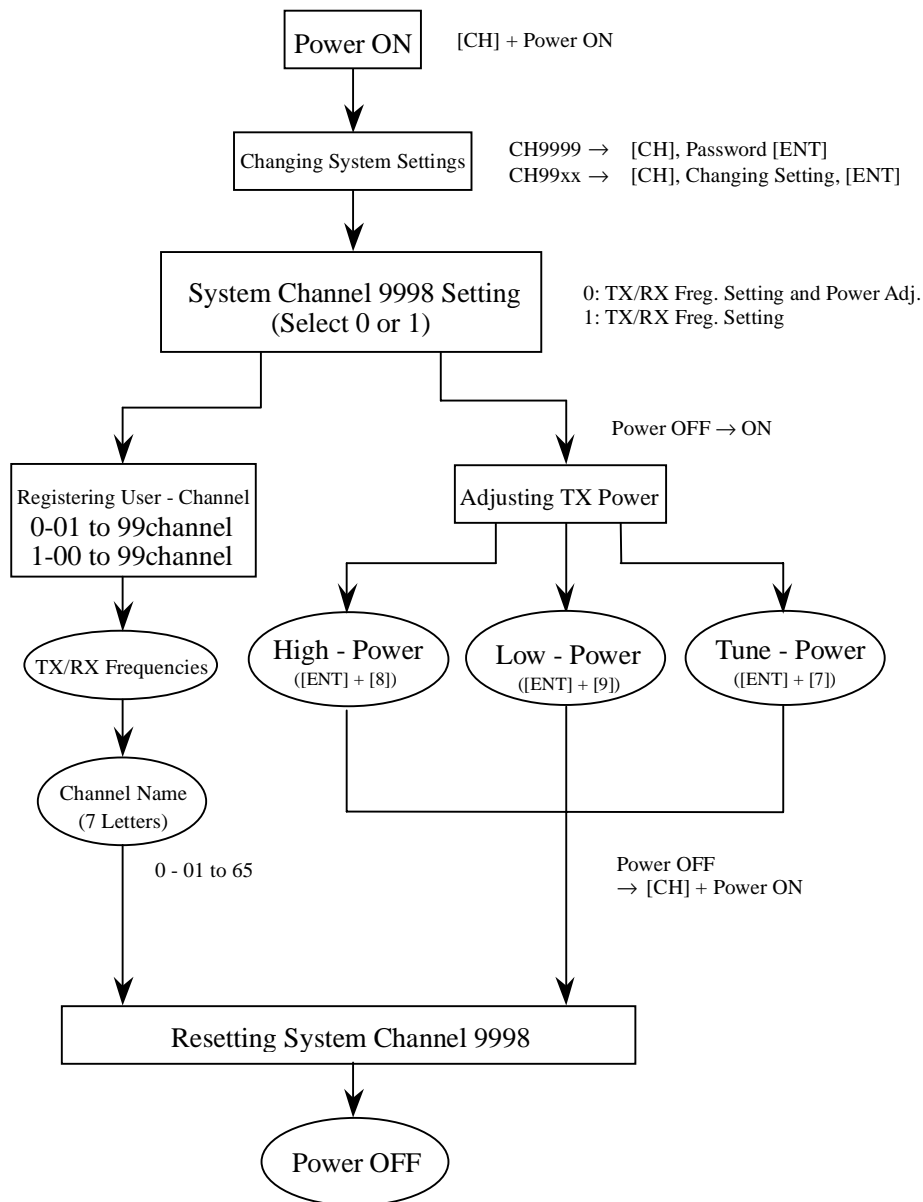 Power ON
[CH] + Power ON
Changing System Settings
CH9999 → [CH], Password [ENT]
CH99xx → [CH], Changing Setting, [ENT]
System Channel 9998 Setting
(Select 0 or 1)
0: TX/RX Freg. Setting and Power Adj.
1: TX/RX Freg. Setting
Power OFF → ON
Registering User - Channel
0-01 to 99channel
1-00 to 99channel
Adjusting TX Power
TX/RX Frequencies
High - Power
([ENT] + [8])
Low - Power
([ENT] + [9])
Tune - Power
([ENT] + [7])
Channel Name
(7 Letters)
0 - 01 to 65
Power OFF
→ [CH] + Power ON
Resetting System Channel 9998
Power OFF